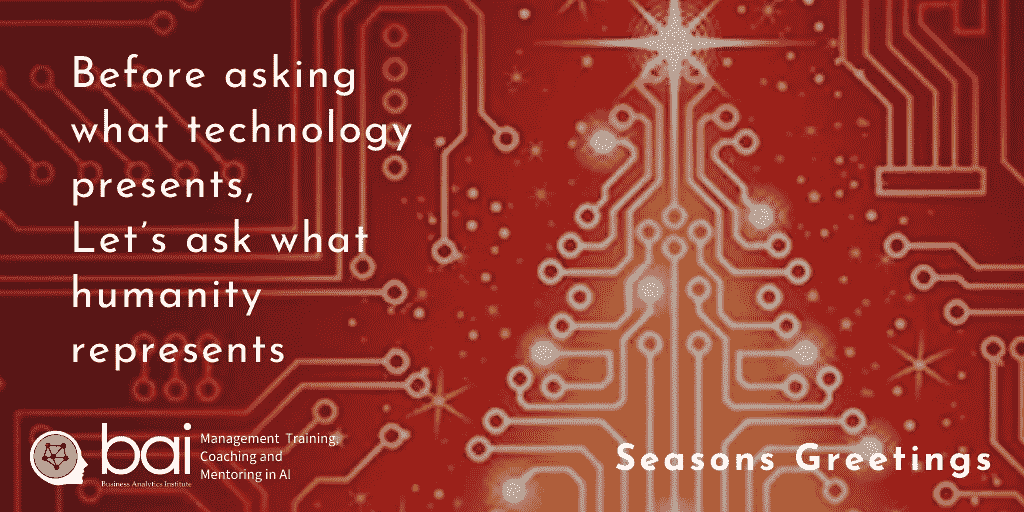 Before asking
what technology
presents,
Let's ask what
humanity
represents
bai
Business Analytics Institute
Management Training,
Coaching and
Mentoring in AI
Seasons Greetings